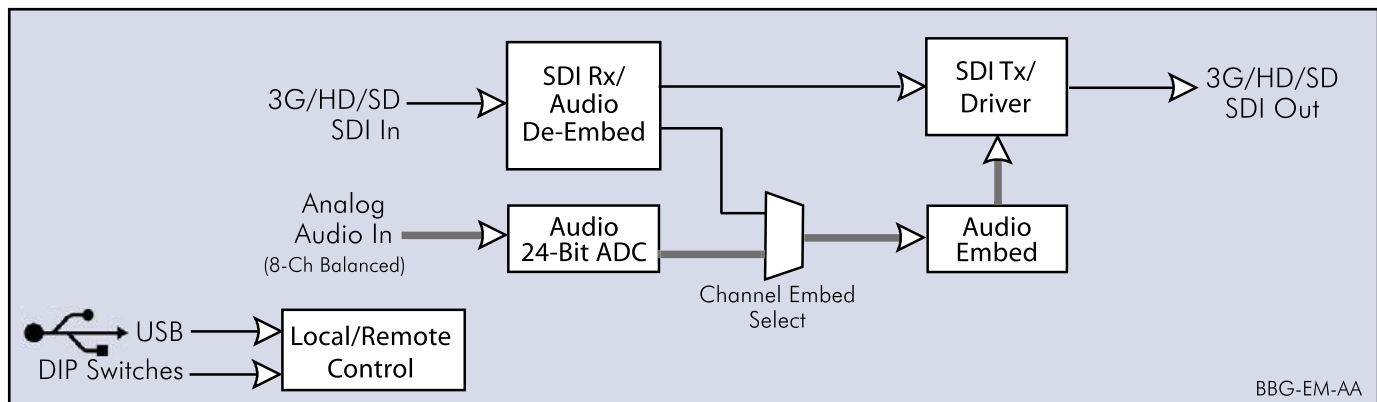 3G/HD/SD
SDI In
SDI Rx/
Audio
De-Embed
SDI Tx/
Driver
3G/HD/SD
SDI Out
Analog
Audio In
(8-Ch Balanced)
Audio
24-Bit ADC
Channel Embed
Select
Audio
Embed
USB
DIP Switches
Local/Remote
Control
BBG-EM-AA